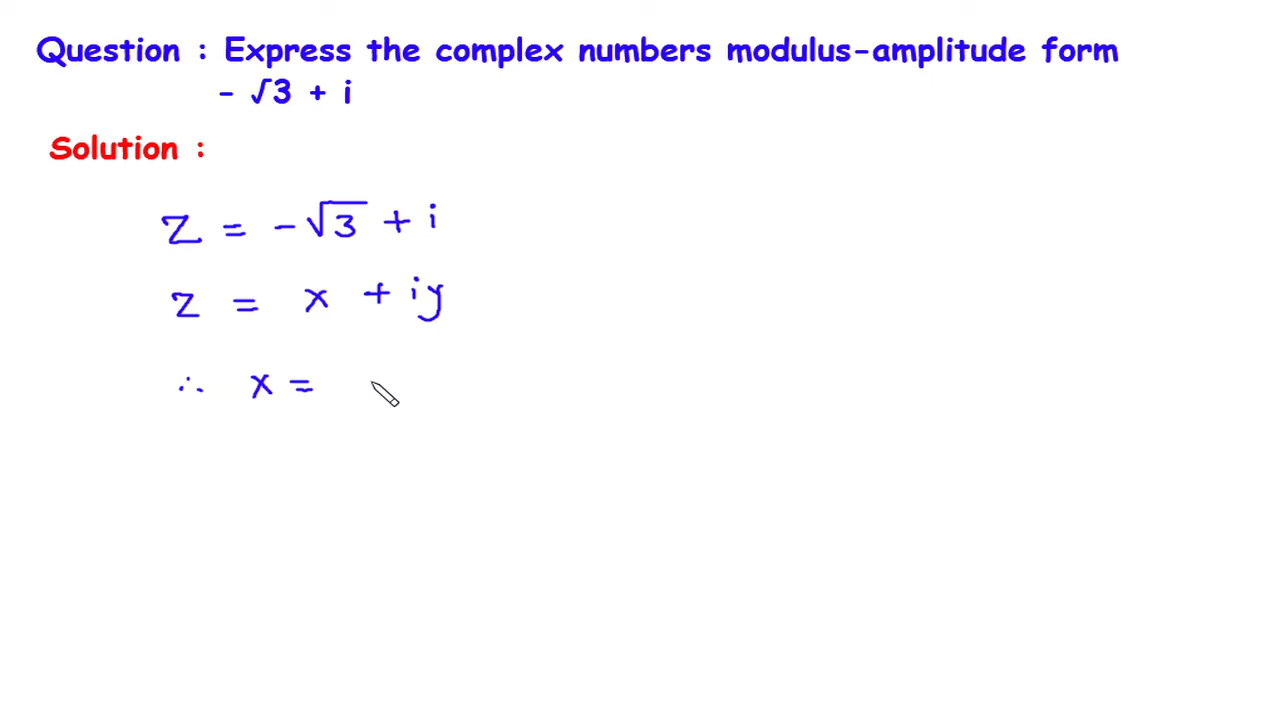 Question : Express the complex numbers modulus-amplitude form
- √3 + i
Solution :
Z = -√3 + i
z = x + iy
∴ x =